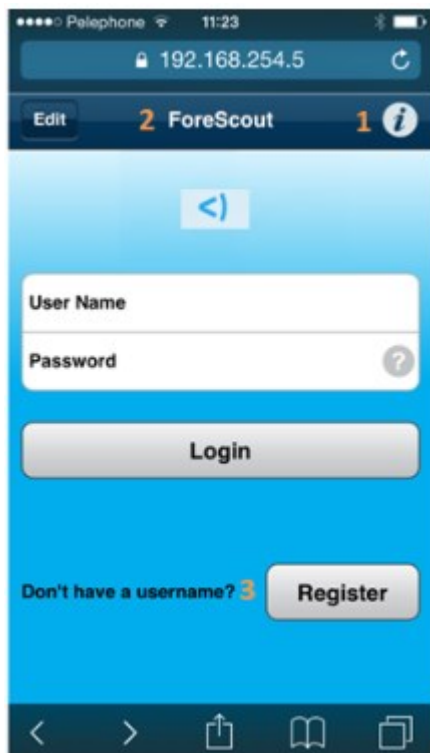 Pelephone 11:23
192.168.254.5
Edit 2 ForeScout 1 i
<)
User Name
Password ?
Login
Don't have a username? 3 Register